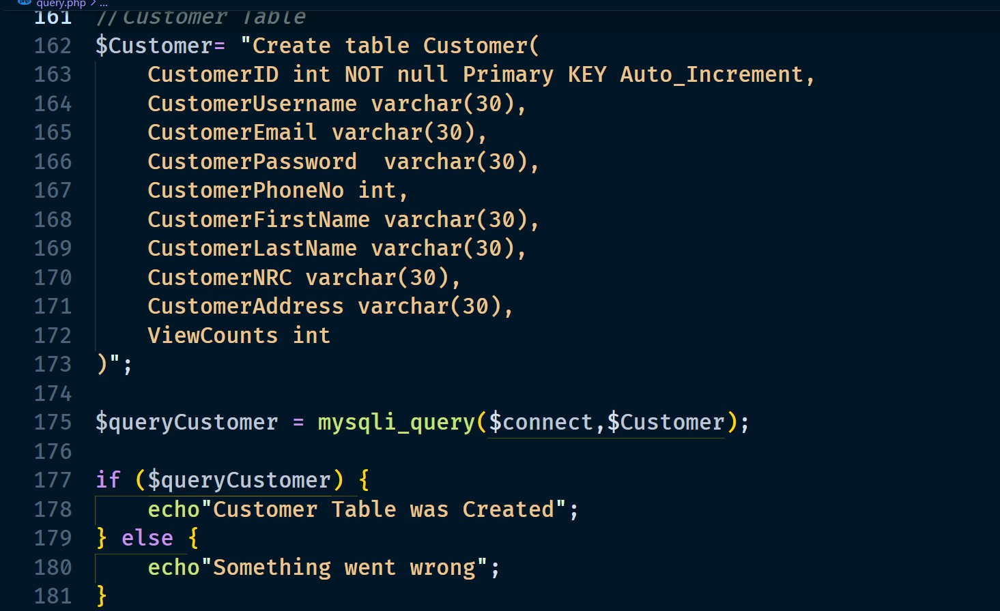 query.php > ...
161 //Customer Table
162 $Customer= "Create table Customer(
163     CustomerID int NOT null Primary KEY Auto_Increment,
164     CustomerUsername varchar(30),
165     CustomerEmail varchar(30),
166     CustomerPassword  varchar(30),
167     CustomerPhoneNo int,
168     CustomerFirstName varchar(30),
169     CustomerLastName varchar(30),
170     CustomerNRC varchar(30),
171     CustomerAddress varchar(30),
172     ViewCounts int
173 )";
174
175 $queryCustomer = mysqli_query($connect,$Customer);
176
177 if ($queryCustomer) {
178     echo"Customer Table was Created";
179 } else {
180     echo"Something went wrong";
181 }